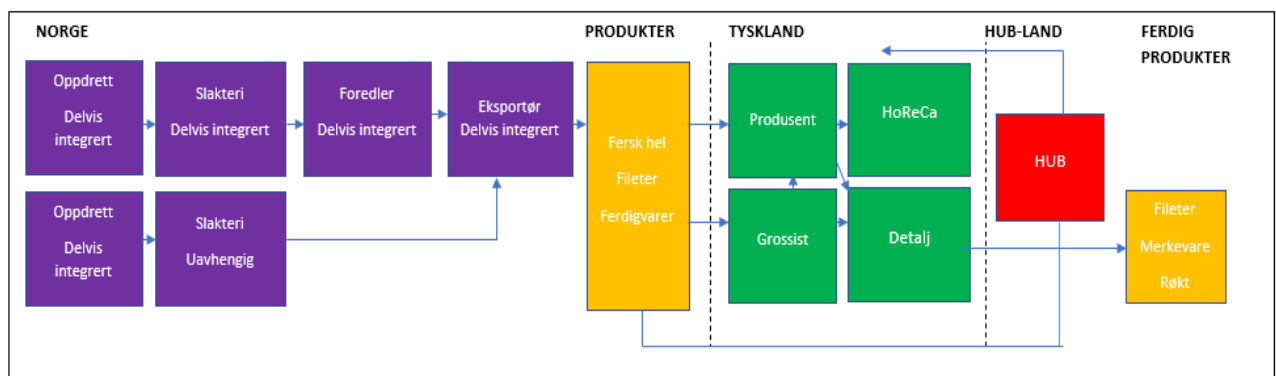 NORGE
PRODUKTER
TYSKLAND
HUB-LAND
FERDIG
PRODUKTER
Oppdrett
Delvis
integrert
Slakteri
Delvis integrert
Foredler
Delvis integrert
Eksportør
Delvis integrert
Fersk hel
Fileter
Ferdigvarer
Produsent
HoReCa
HUB
Oppdrett
Delvis
integrert
Slakteri
Uavhengig
Grossist
Detalj
Fileter
Merkevare
Røkt